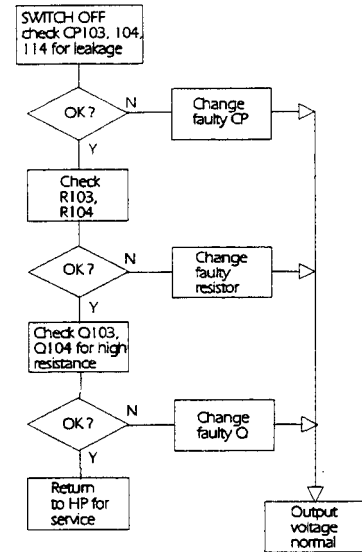 SWITCH OFF
check CP103, 104,
114 for leakage
OK?
N
Change
faulty CP
Y
Check
R103,
R104
OK?
N
Change
faulty
resistor
Y
Check Q103,
Q104 for high
resistance
OK?
N
Change
faulty Q
Y
Return
to HP for
service
Output
voltage
normal